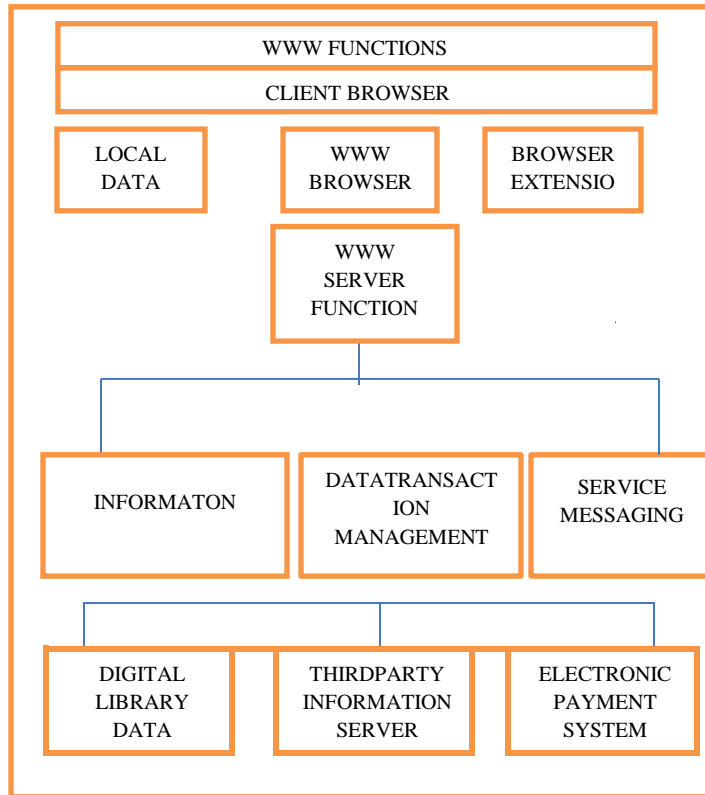 WWW FUNCTIONS
CLIENT BROWSER
LOCAL
DATA
WWW
BROWSER
BROWSER
EXTENSIO
WWW
SERVER
FUNCTION
INFORMATON
DATATRANSACT
ION
MANAGEMENT
SERVICE
MESSAGING
DIGITAL
LIBRARY
DATA
THIRDPARTY
INFORMATION
SERVER
ELECTRONIC
PAYMENT
SYSTEM